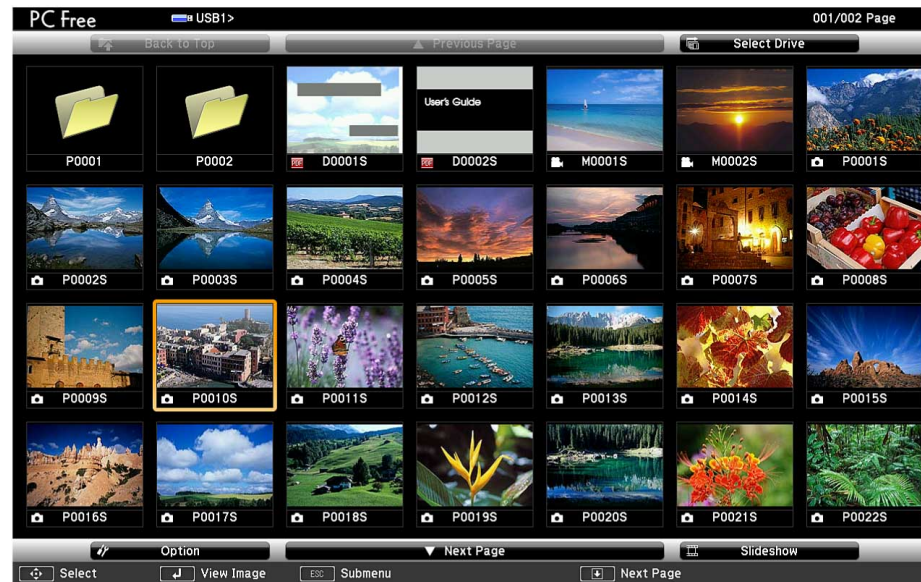 PC Free USB1> 001/002 Page
Back to Top ▲ Previous Page Select Drive
User's Guide
P0001 P0002 PDF D0001S PDF D0002S M0001S M0002S P0001S
P0002S P0003S P0004S P0005S P0006S P0007S P0008S
P0009S P0010S P0011S P0012S P0013S P0014S P0015S
P0016S P0017S P0018S P0019S P0020S P0021S P0022S
Option ▼ Next Page Slideshow
Select View Image ESC Submenu Next Page